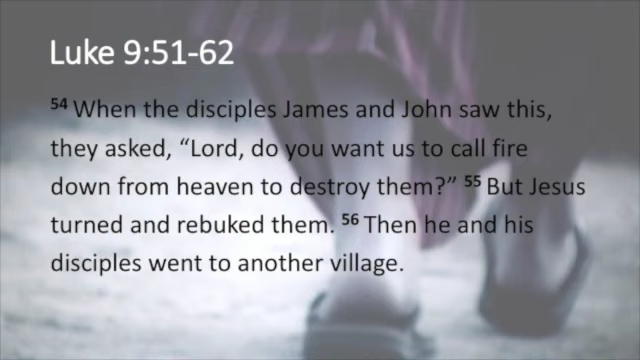 Luke 9:51-62
54 When the disciples James and John saw this,
they asked, “Lord, do you want us to call fire
down from heaven to destroy them?” 55 But Jesus
turned and rebuked them. 56 Then he and his
disciples went to another village.